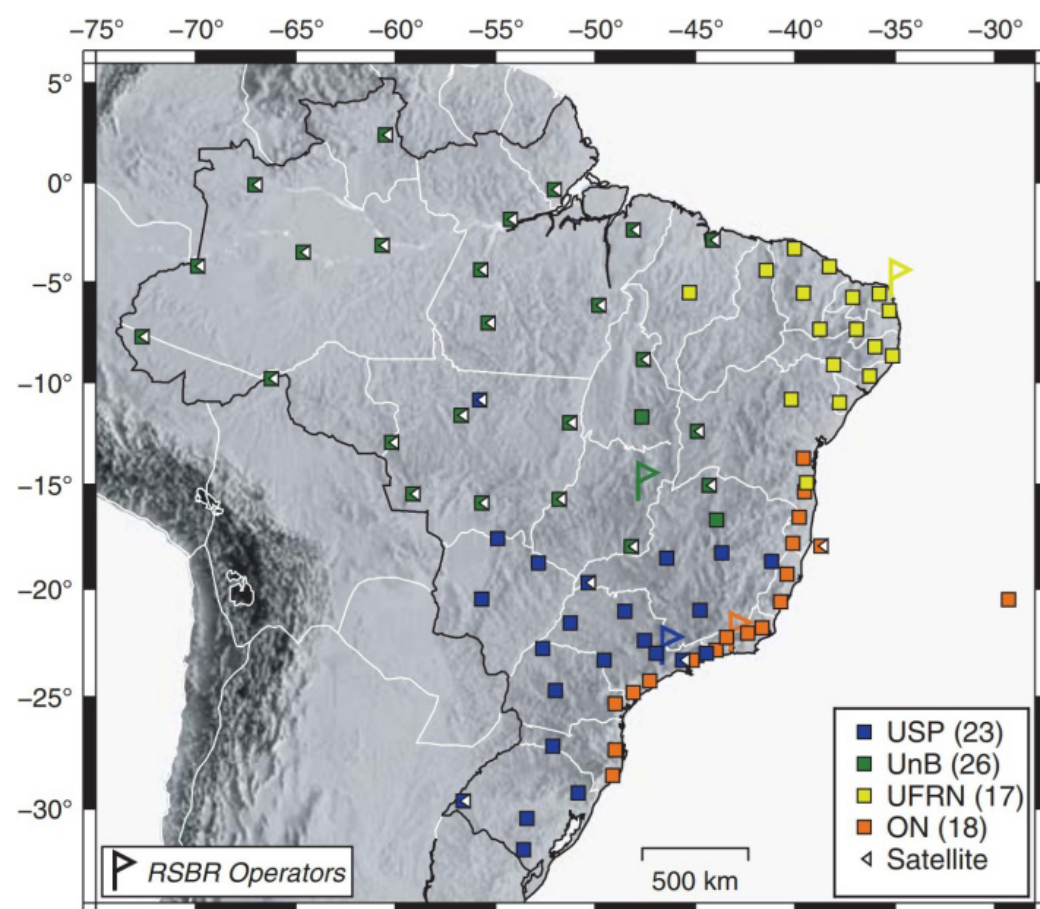 −75° −70° −65° −60° −55° −50° −45° −40° −35° −30°
5°
0°
−5°
−10°
−15°
−20°
−25°
−30°
USP (23)
UnB (26)
UFRN (17)
ON (18)
Satellite
RSBR Operators
500 km